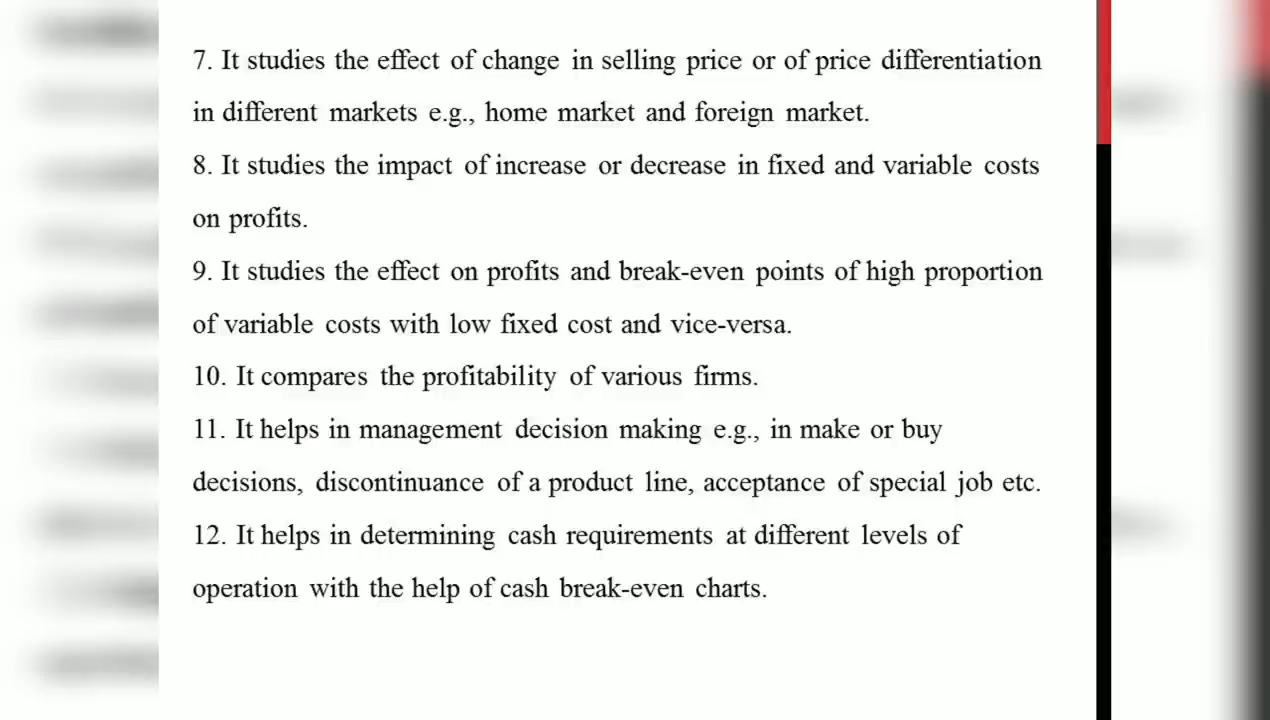 7. It studies the effect of change in selling price or of price differentiation
in different markets e.g., home market and foreign market.
8. It studies the impact of increase or decrease in fixed and variable costs
on profits.
9. It studies the effect on profits and break-even points of high proportion
of variable costs with low fixed cost and vice-versa.
10. It compares the profitability of various firms.
11. It helps in management decision making e.g., in make or buy
decisions, discontinuance of a product line, acceptance of special job etc.
12. It helps in determining cash requirements at different levels of
operation with the help of cash break-even charts.